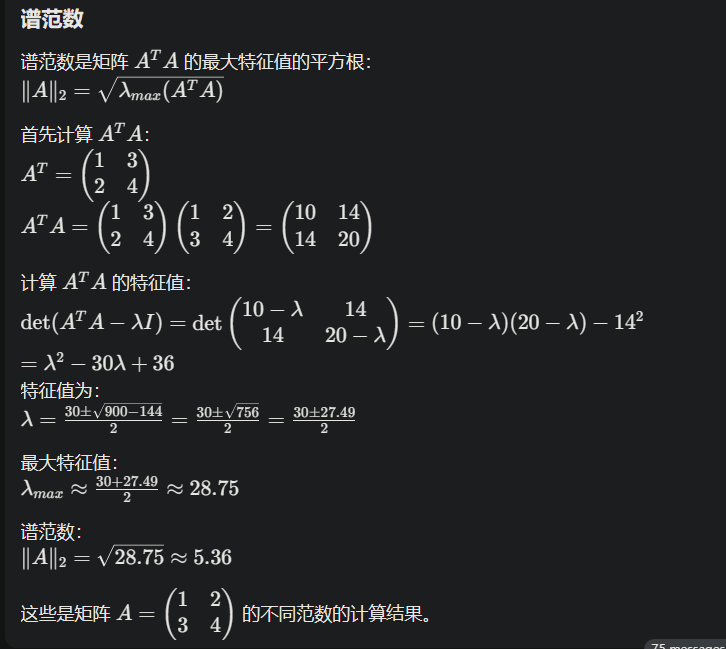 谱范数
谱范数是矩阵 $A^T A$ 的最大特征值的平方根:
$\|A\|_2 = \sqrt{\lambda_{max}(A^T A)}$
首先计算 $A^T A$:
$A^T = \begin{pmatrix} 1 & 3 \\ 2 & 4 \end{pmatrix}$
$A^T A = \begin{pmatrix} 1 & 3 \\ 2 & 4 \end{pmatrix} \begin{pmatrix} 1 & 2 \\ 3 & 4 \end{pmatrix} = \begin{pmatrix} 10 & 14 \\ 14 & 20 \end{pmatrix}$
计算 $A^T A$ 的特征值:
$\det(A^T A - \lambda I) = \det \begin{pmatrix} 10 - \lambda & 14 \\ 14 & 20 - \lambda \end{pmatrix} = (10 - \lambda)(20 - \lambda) - 14^2$
$= \lambda^2 - 30\lambda + 36$
特征值为:
$\lambda = \frac{30 \pm \sqrt{900 - 144}}{2} = \frac{30 \pm \sqrt{756}}{2} = \frac{30 \pm 27.49}{2}$
最大特征值:
$\lambda_{max} \approx \frac{30 + 27.49}{2} \approx 28.75$
谱范数:
$\|A\|_2 = \sqrt{28.75} \approx 5.36$
这些是矩阵 $A = \begin{pmatrix} 1 & 2 \\ 3 & 4 \end{pmatrix}$ 的不同范数的计算结果。
75 messages